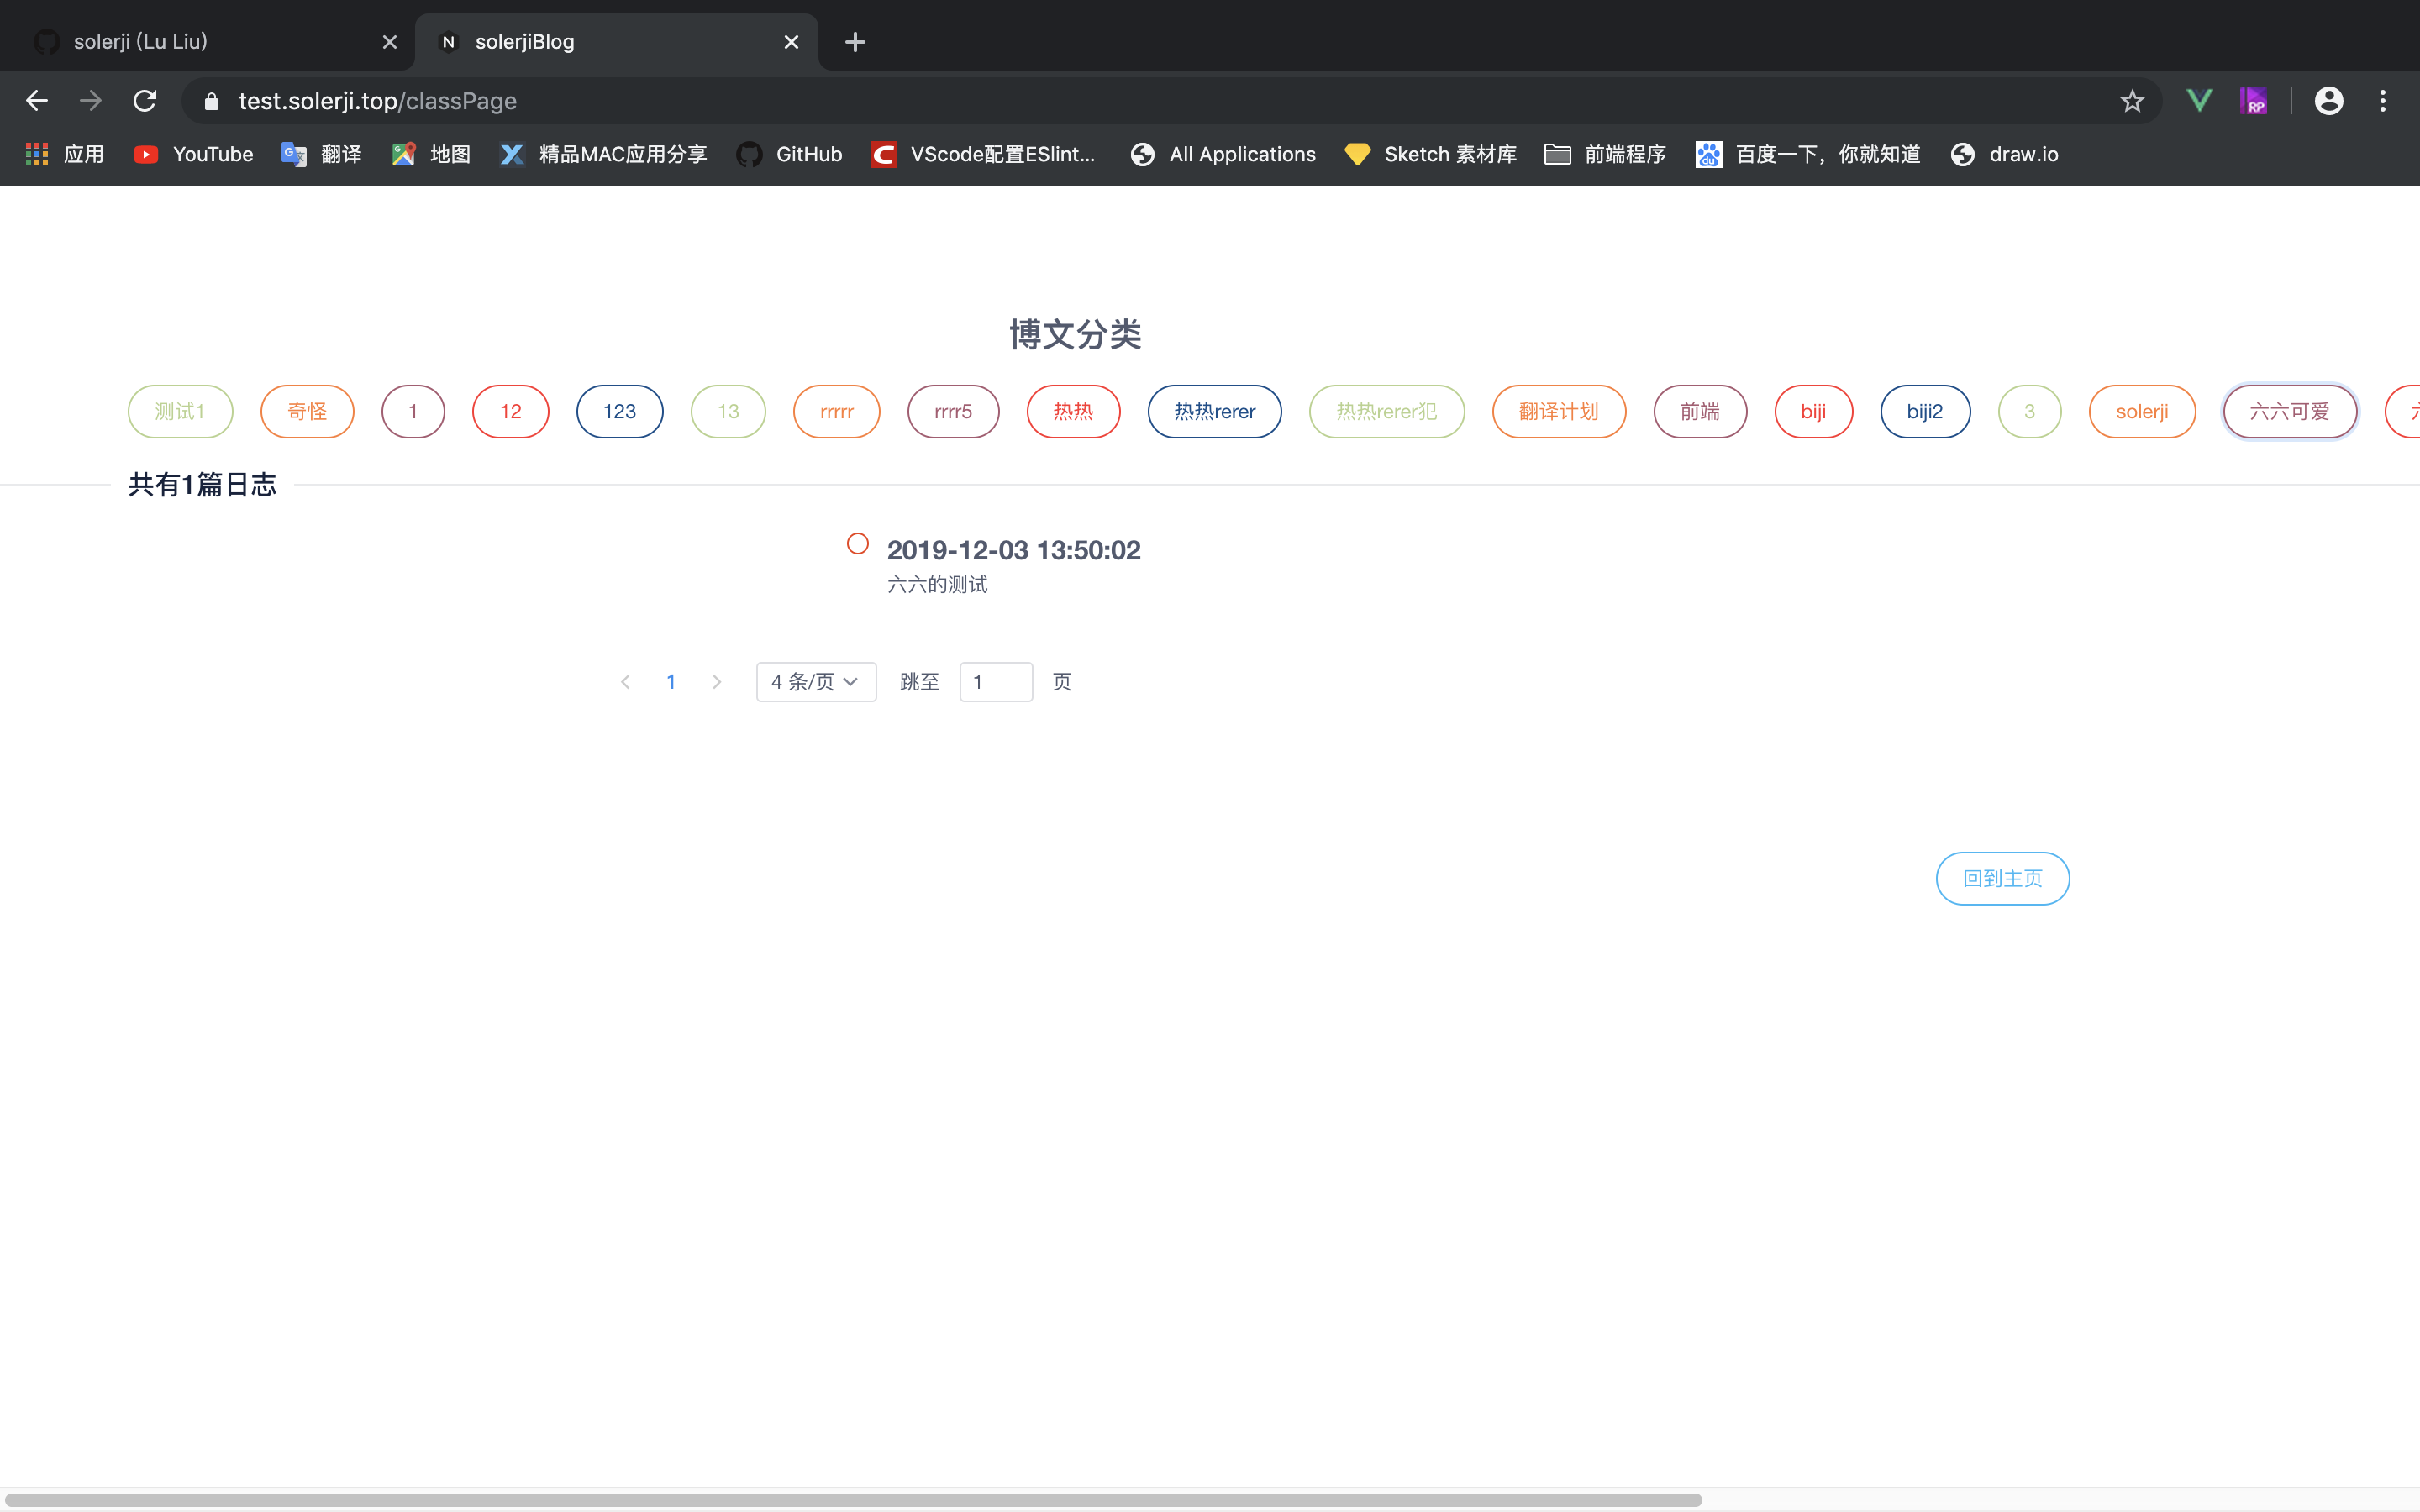 solerji (Lu Liu)
solerjiBlog
test.solerji.top/classPage
应用 YouTube 翻译 地图 精品MAC应用分享 GitHub VScode配置ESlint... All Applications Sketch 素材库 前端程序 百度一下，你就知道 draw.io
博文分类
测试1 奇怪 1 12 123 13 rrrrr rrrr5 热热 热热rerer 热热rerer犯 翻译计划 前端 biji biji2 3 solerji 六六可爱
共有1篇日志
2019-12-03 13:50:02
六六的测试
1 4 条/页 跳至 1 页
回到主页